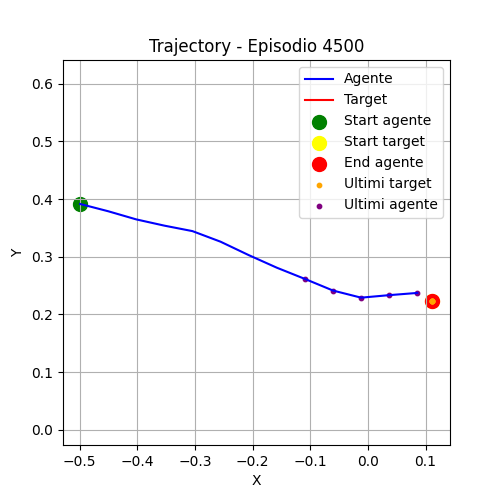 Trajectory - Episodio 4500
Agente
Target
Start agente
Start target
End agente
Ultimi target
Ultimi agente
0.6
0.5
0.4
0.3
0.2
0.1
0.0
Y
−0.5 −0.4 −0.3 −0.2 −0.1 0.0 0.1
X